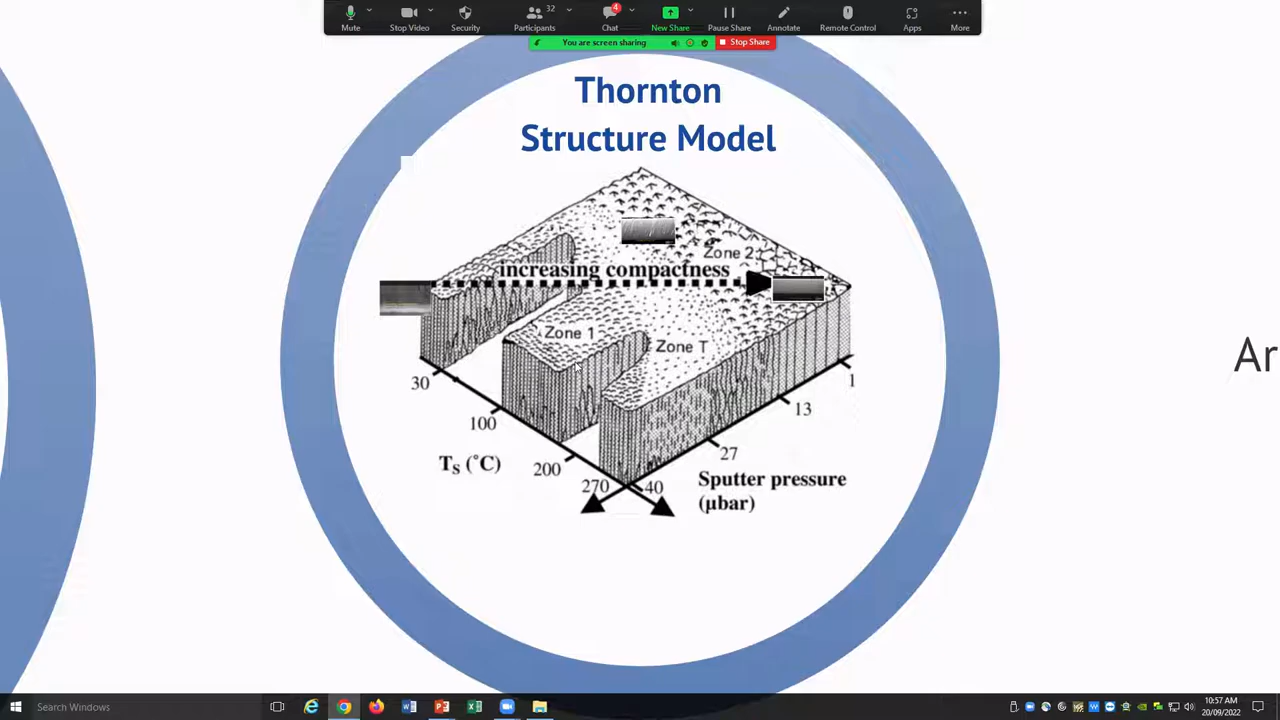 4
32
Mute
Stop Video
Security
Participants
Chat
New Share
Pause Share
Annotate
Remote Control
Apps
More
You are screen sharing
Stop Share
Thornton
Structure Model
Zone 2
increasing compactness
Zone 1
Zone T
Ar
30
1
100
13
27
Tₛ (°C)
200
Sputter pressure
270
40
(µbar)
Search Windows
10:57 AM
20/09/2022